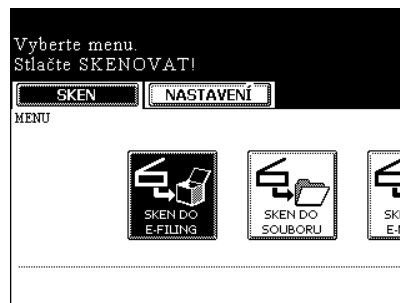 Vyberte menu.
Stlačte SKENOVAT!
SKEN
NASTAVENÍ
MENU
SKEN DO
E-FILING
SKEN DO
SOUBORU